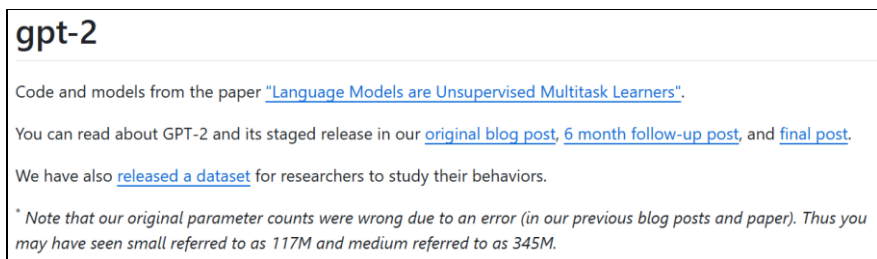 gpt-2
Code and models from the paper "Language Models are Unsupervised Multitask Learners".
You can read about GPT-2 and its staged release in our original blog post, 6 month follow-up post, and final post.
We have also released a dataset for researchers to study their behaviors.
* Note that our original parameter counts were wrong due to an error (in our previous blog posts and paper). Thus you
may have seen small referred to as 117M and medium referred to as 345M.